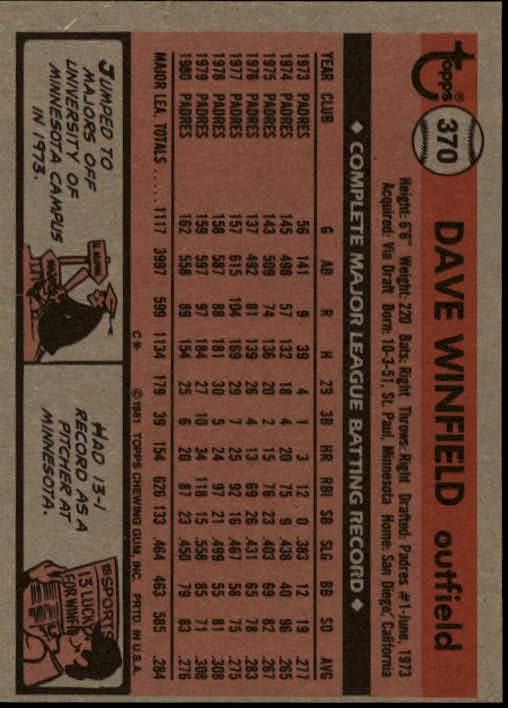 topps®
370
DAVE WINFIELD outfield
Height: 6'6" Weight: 220 Bats: Right Throws: Right Drafted: Padres #1-June, 1973
Acquired: Via Draft Born: 10-3-51, St. Paul, Minnesota Home: San Diego, California
◆ COMPLETE MAJOR LEAGUE BATTING RECORD ◆
YEAR CLUB G AB R H 2B 3B HR RBI SB SLG BB SO AVG
1973 PADRES 56 141 9 39 4 1 3 12 0 .383 12 19 .277
1974 PADRES 145 498 57 132 18 4 20 75 9 .438 40 96 .265
1975 PADRES 143 509 74 136 20 2 15 76 23 .403 69 82 .267
1976 PADRES 137 492 81 139 26 4 13 69 26 .431 65 78 .283
1977 PADRES 157 615 104 169 29 7 25 92 16 .467 58 75 .275
1978 PADRES 158 587 88 181 30 5 24 97 21 .499 55 81 .308
1979 PADRES 159 597 97 184 27 10 34 118 15 .558 85 71 .308
1980 PADRES 162 558 89 154 25 6 20 87 23 .450 79 83 .276
MAJOR LEA. TOTALS ..... 1117 3997 599 1134 179 39 154 626 133 .464 463 585 .284
©1981 TOPPS CHEWING GUM, INC. PRTD. IN U.S.A.
JUMPED TO
MAJORS OFF
UNIVERSITY OF
MINNESOTA CAMPUS
IN 1973.
HAD 13-1
RECORD AS A
PITCHER AT
MINNESOTA.
SPORTS
13 LUCKY
FOR WINFIELD